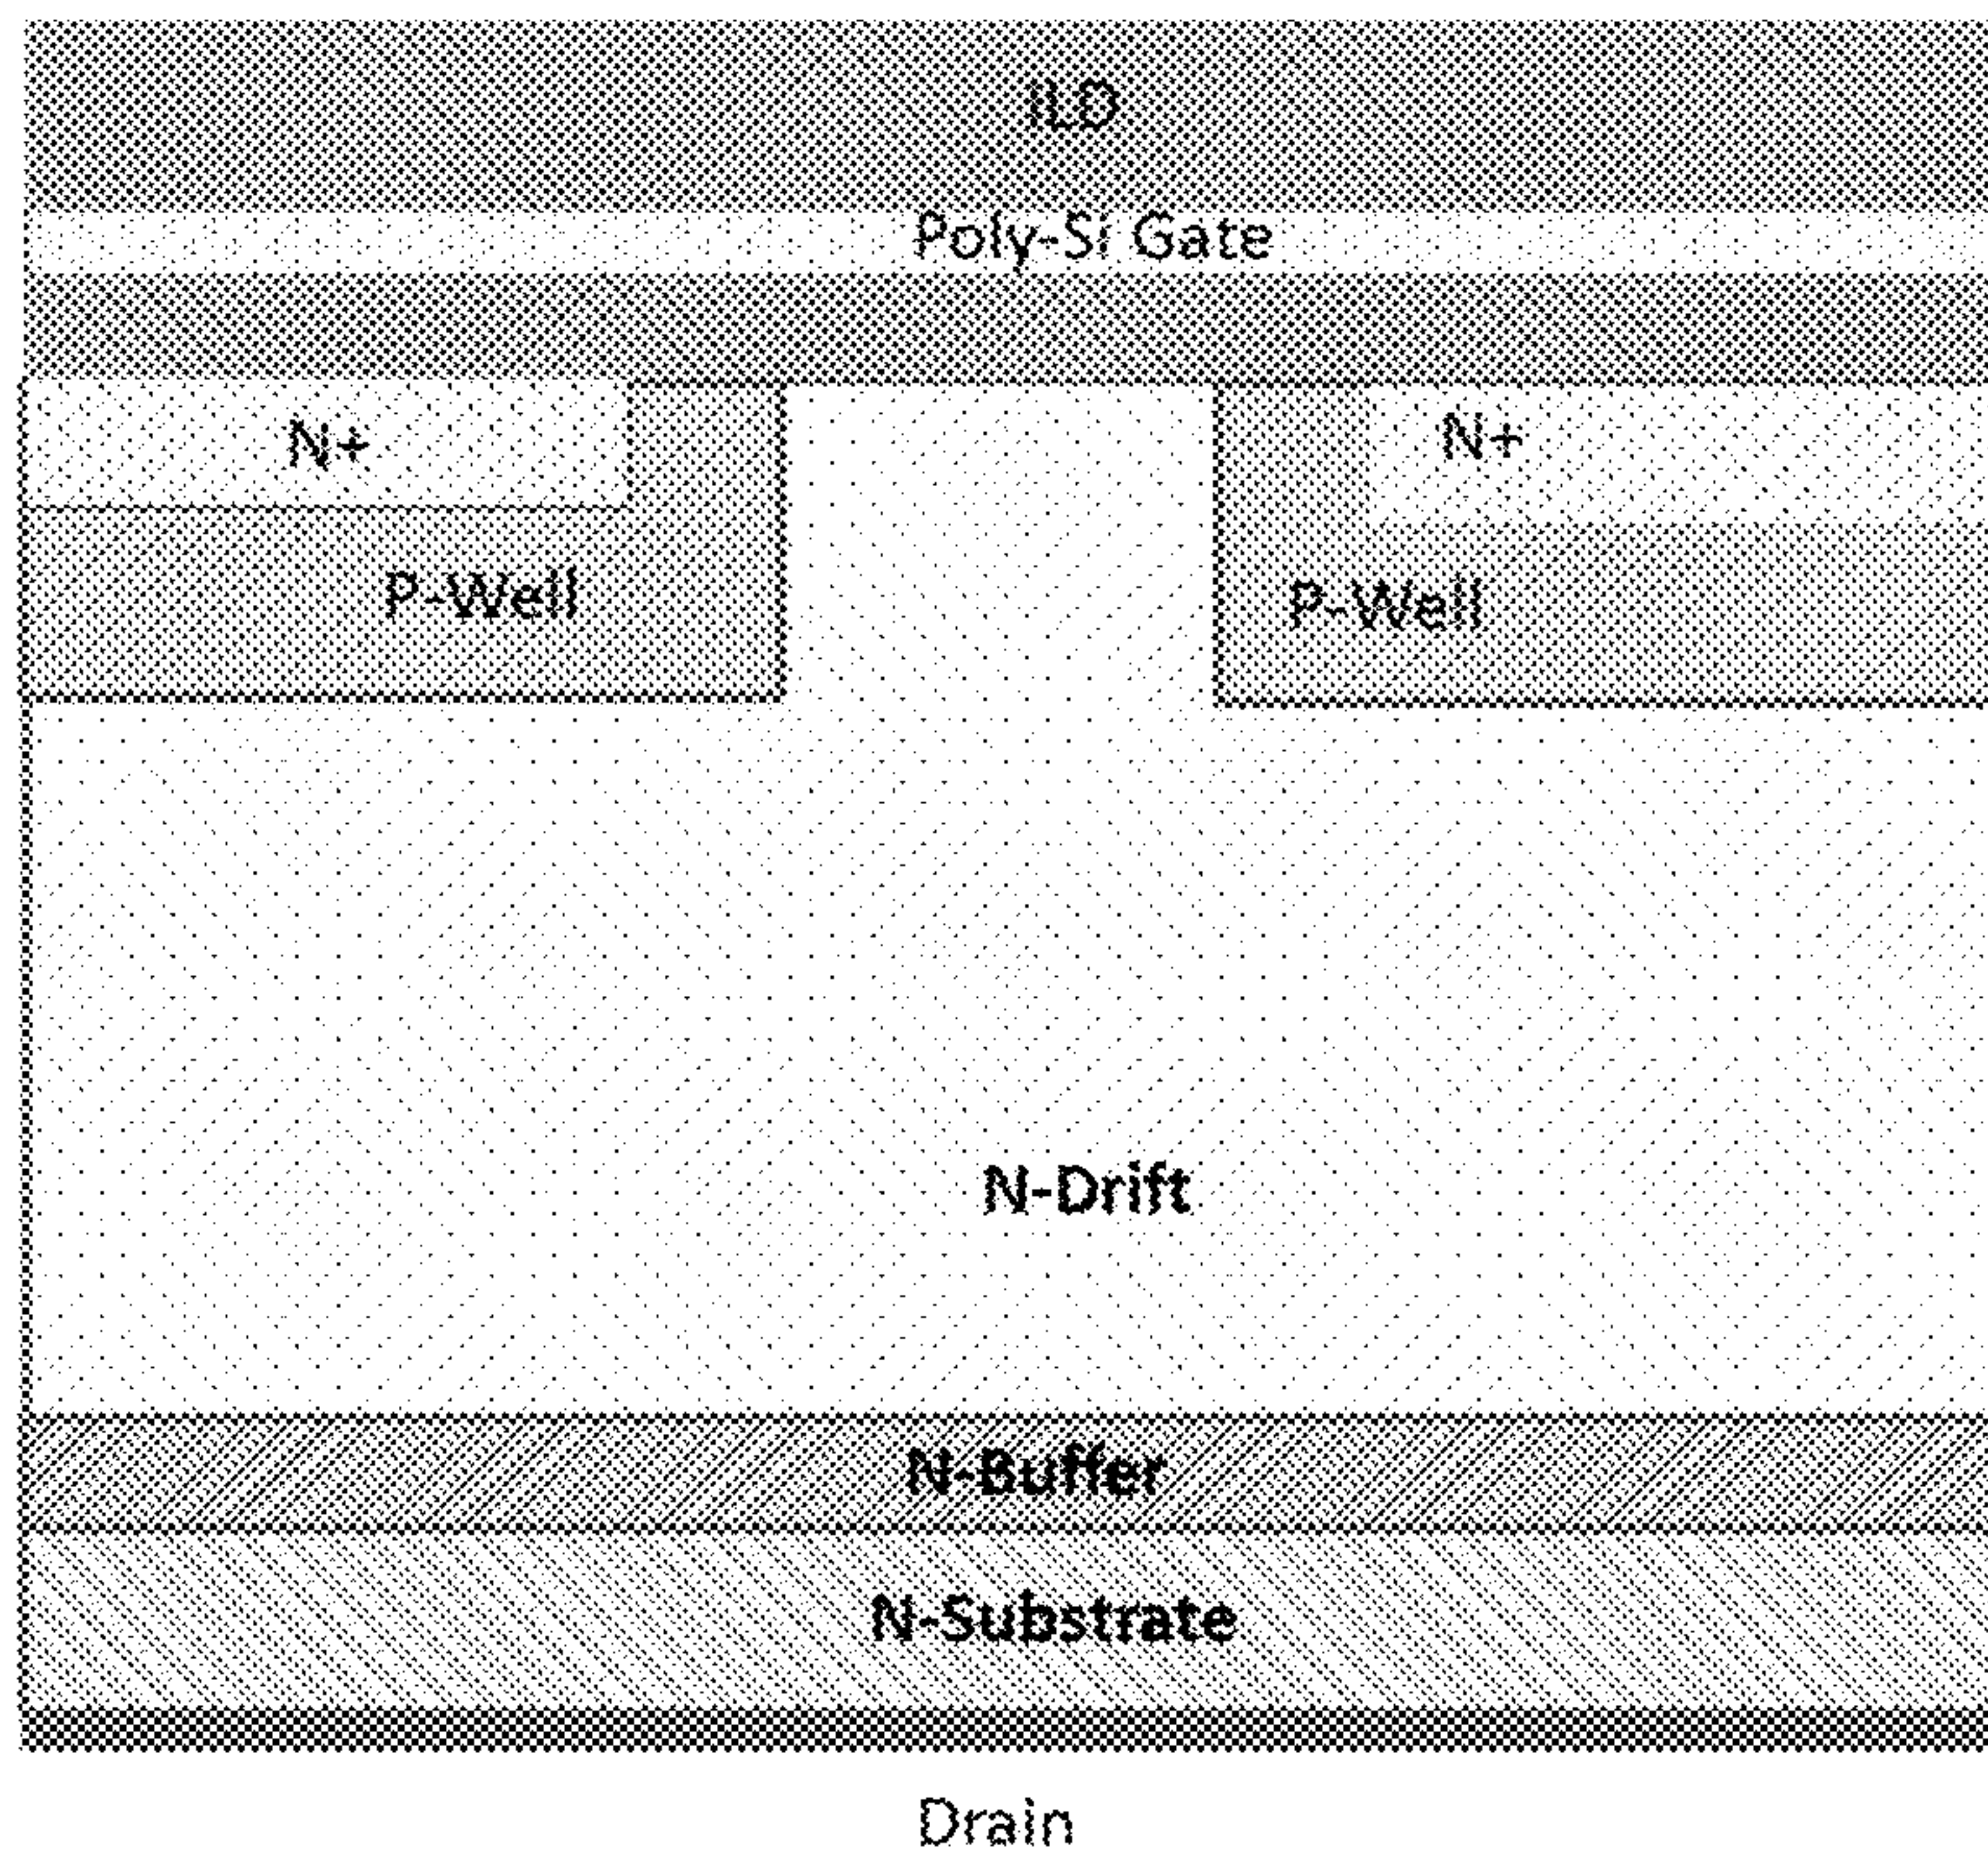 ILD
Poly-Si Gate
N+
N+
P-Well
P-Well
N-Drift
N-Buffer
N-Substrate
Drain